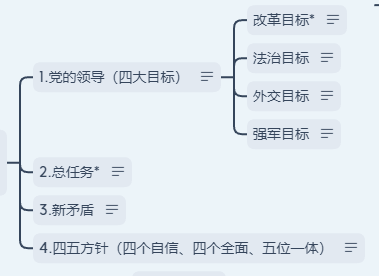 改革目标*
法治目标
1.党的领导（四大目标）
外交目标
强军目标
2.总任务*
3.新矛盾
4.四五方针（四个自信、四个全面、五位一体）